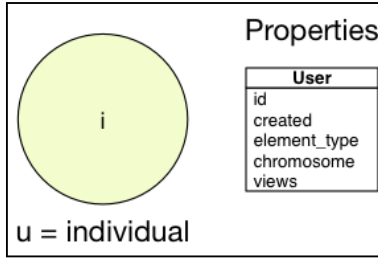 Properties
i
User
id
created
element_type
chromosome
views
u = individual